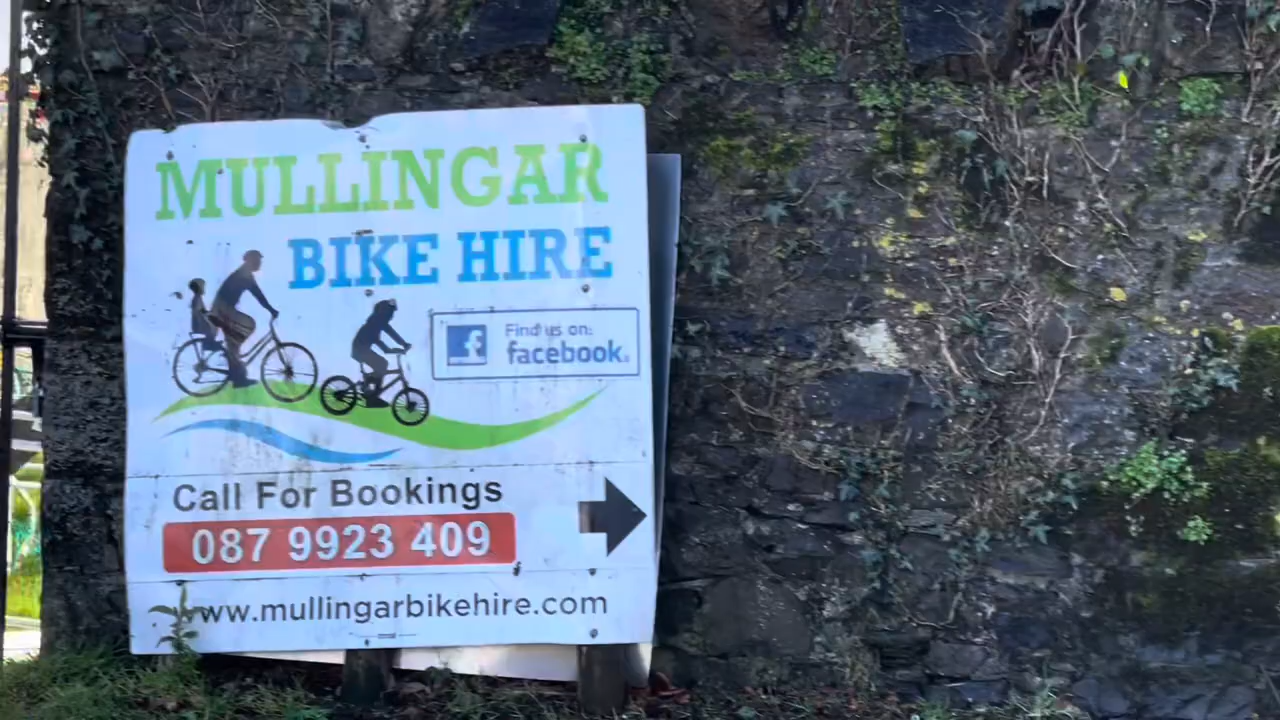 MULLINGAR
BIKE HIRE
f
Find us on:
facebook.
Call For Bookings
087 9923 409
www.mullingarbikehire.com